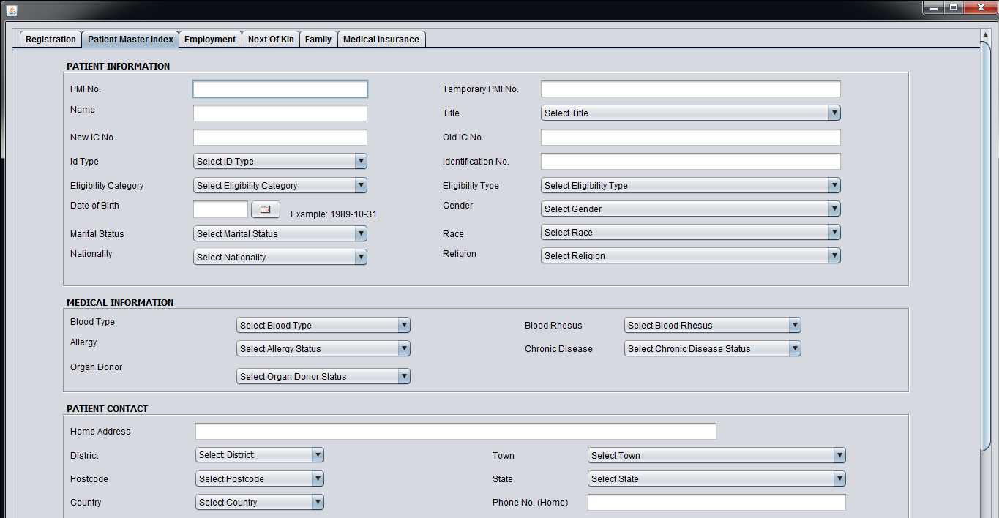 Registration Patient Master Index Employment Next Of Kin Family Medical Insurance
PATIENT INFORMATION
PMI No. Temporary PMI No.
Name Title Select Title
New IC No. Old IC No.
Id Type Select ID Type Identification No.
Eligibility Category Select Eligibility Category Eligibility Type Select Eligibility Type
Date of Birth Example: 1989-10-31 Gender Select Gender
Marital Status Select Marital Status Race Select Race
Nationality Select Nationality Religion Select Religion
MEDICAL INFORMATION
Blood Type Select Blood Type Blood Rhesus Select Blood Rhesus
Allergy Select Allergy Status Chronic Disease Select Chronic Disease Status
Organ Donor Select Organ Donor Status
PATIENT CONTACT
Home Address
District Select District Town Select Town
Postcode Select Postcode State Select State
Country Select Country Phone No. (Home)